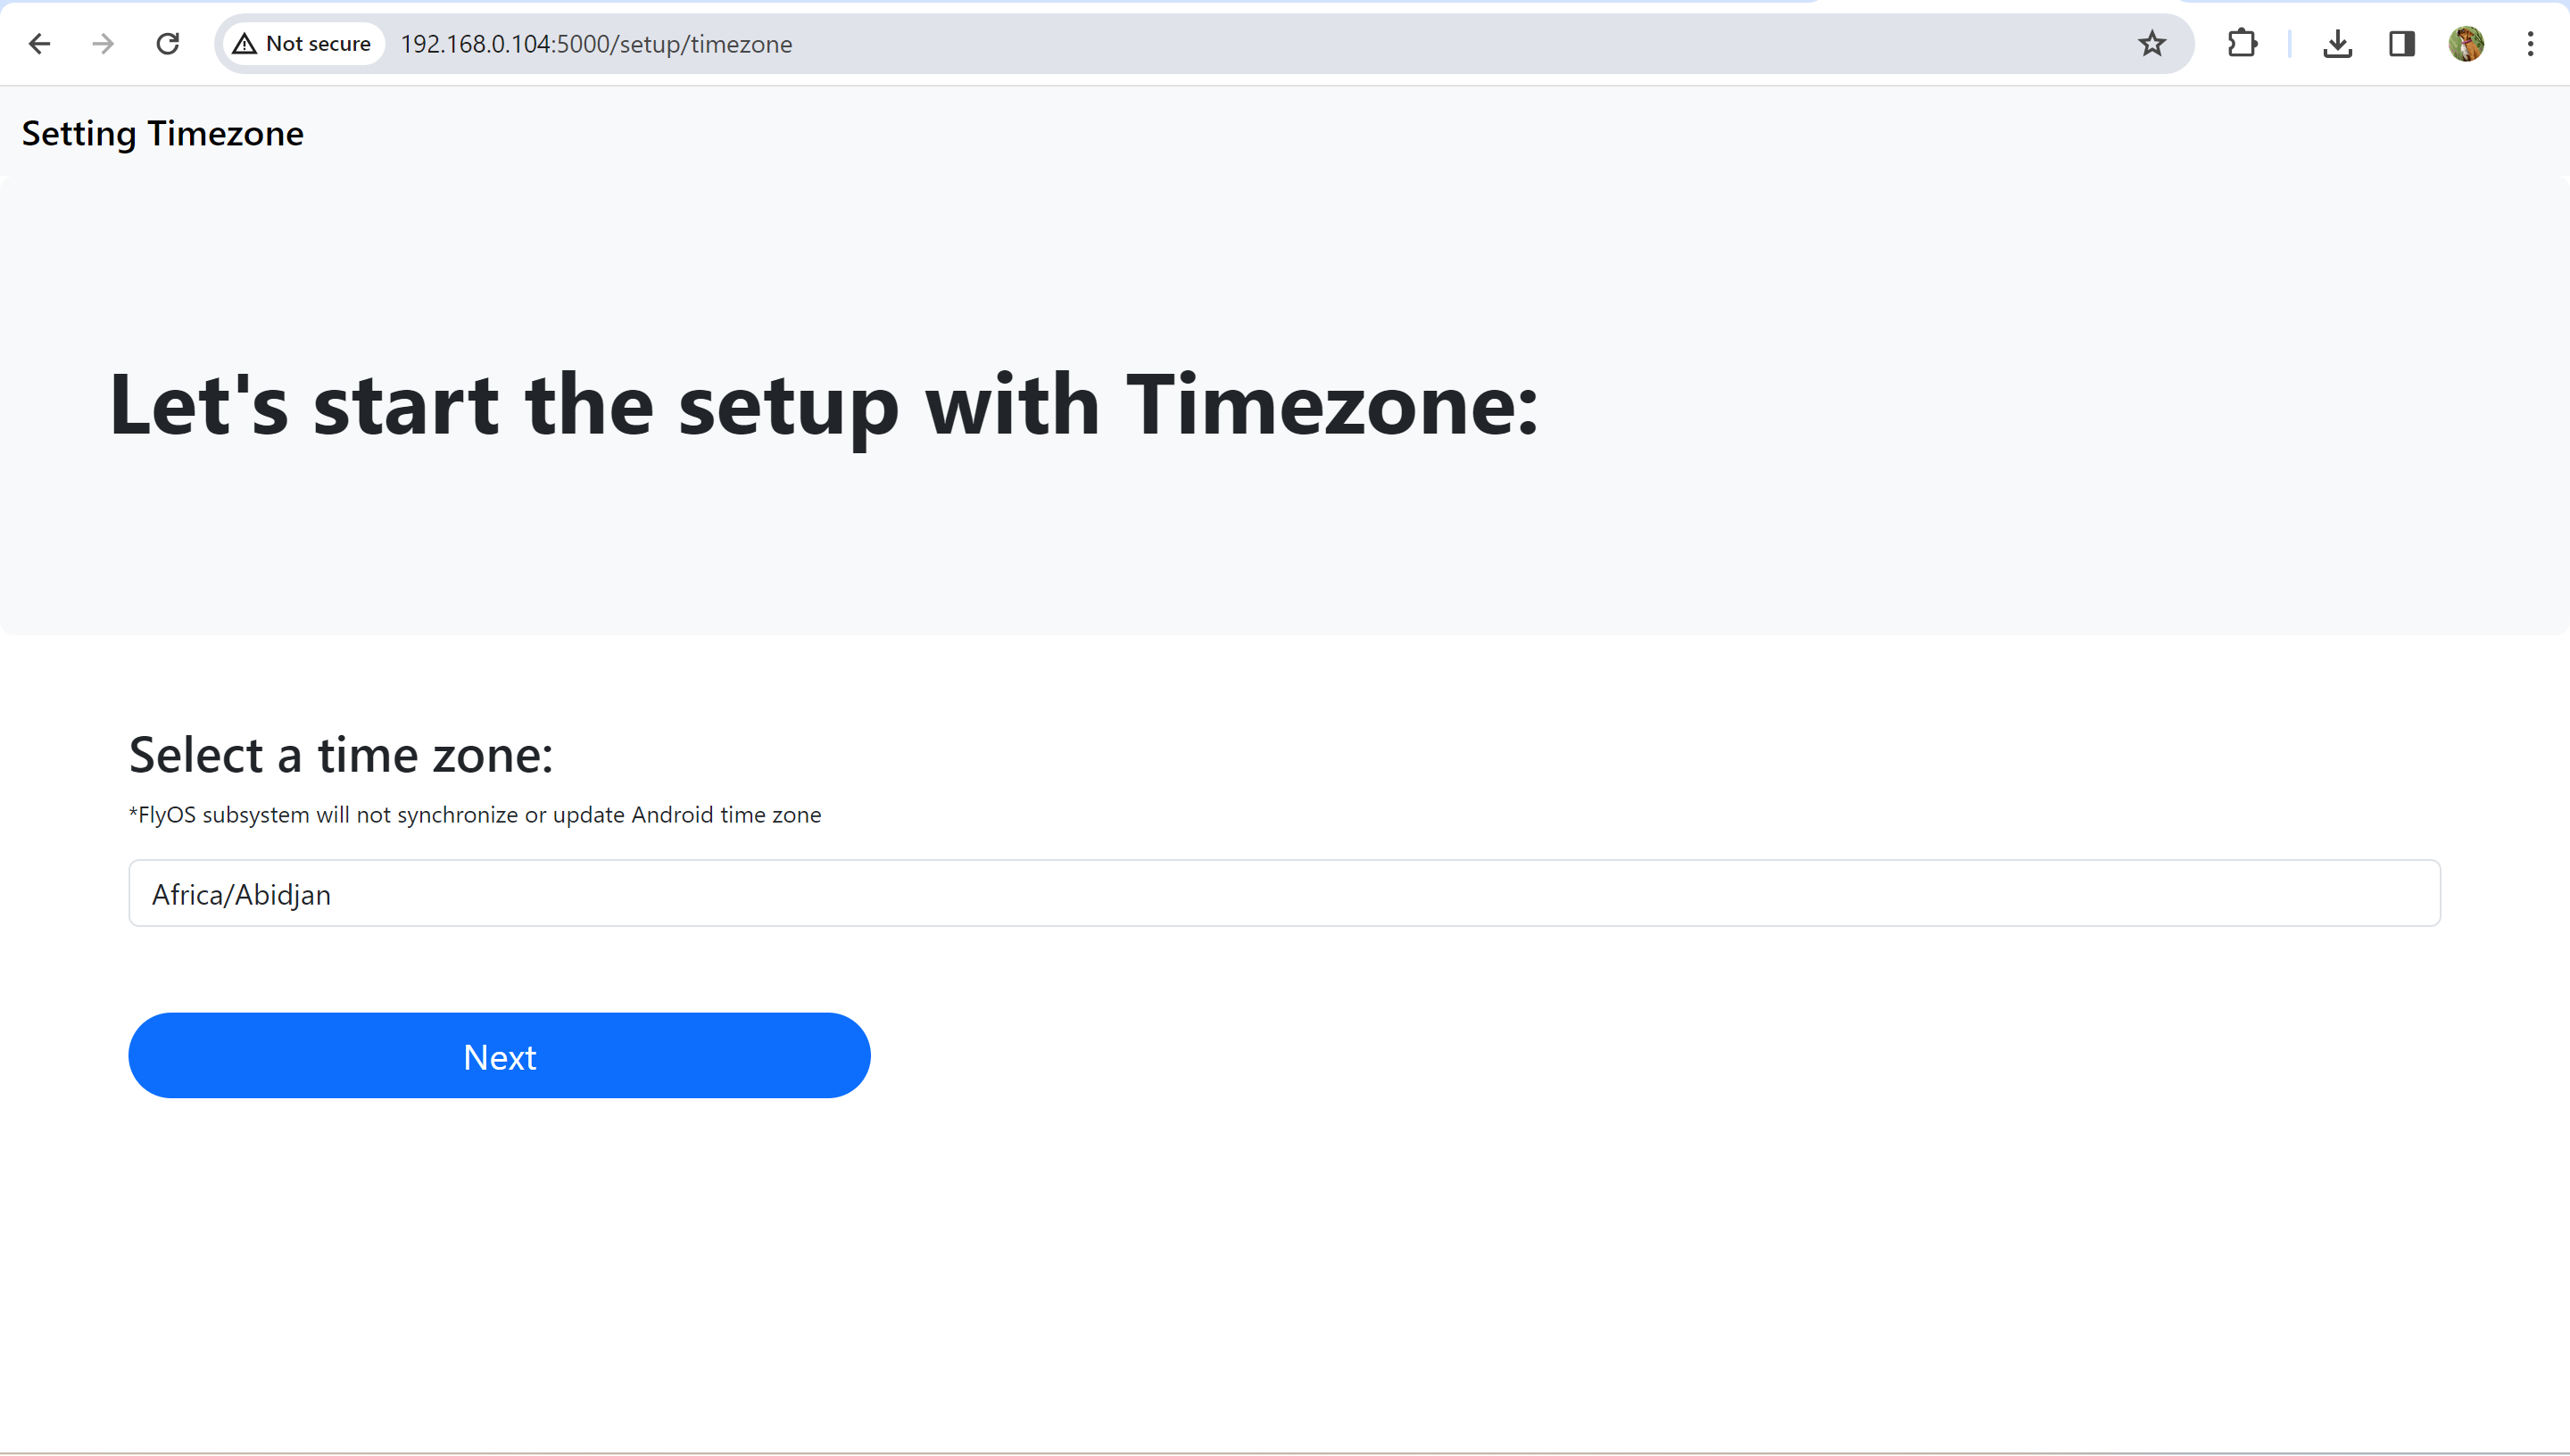 Not secure 192.168.0.104:5000/setup/timezone
Setting Timezone
Let's start the setup with Timezone:
Select a time zone:
*FlyOS subsystem will not synchronize or update Android time zone
Africa/Abidjan
Next